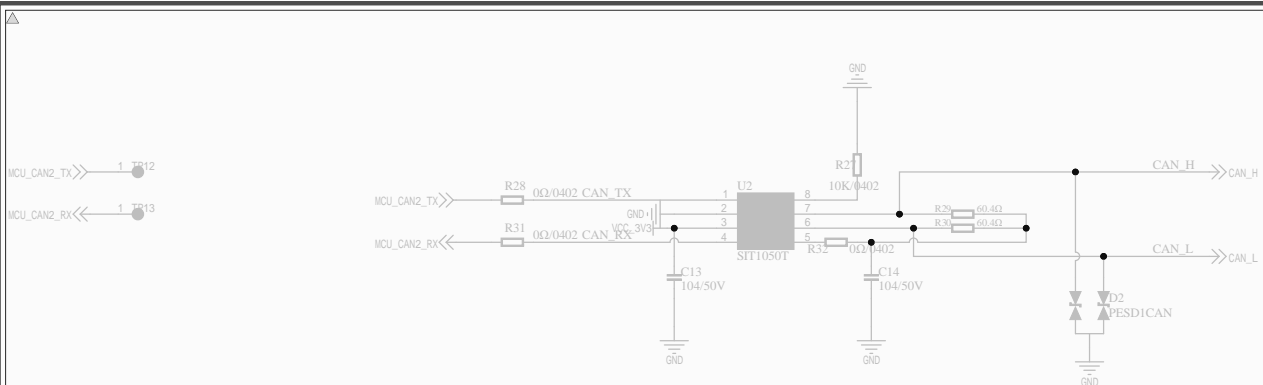 GND
MCU_CAN2_TX
1 TP12
MCU_CAN2_RX
1 TP13
MCU_CAN2_TX
R28
0Ω/0402 CAN_TX
GND
VCC_3V3
MCU_CAN2_RX
R31
0Ω/0402 CAN_RX
U2
1
2
3
4
8
7
6
5
SIT1050T
R27
10K/0402
R29 60.4Ω
R30 60.4Ω
R32 0Ω/0402
CAN_H
CAN_H
CAN_L
CAN_L
C13
104/50V
GND
C14
104/50V
GND
D2
PESD1CAN
GND